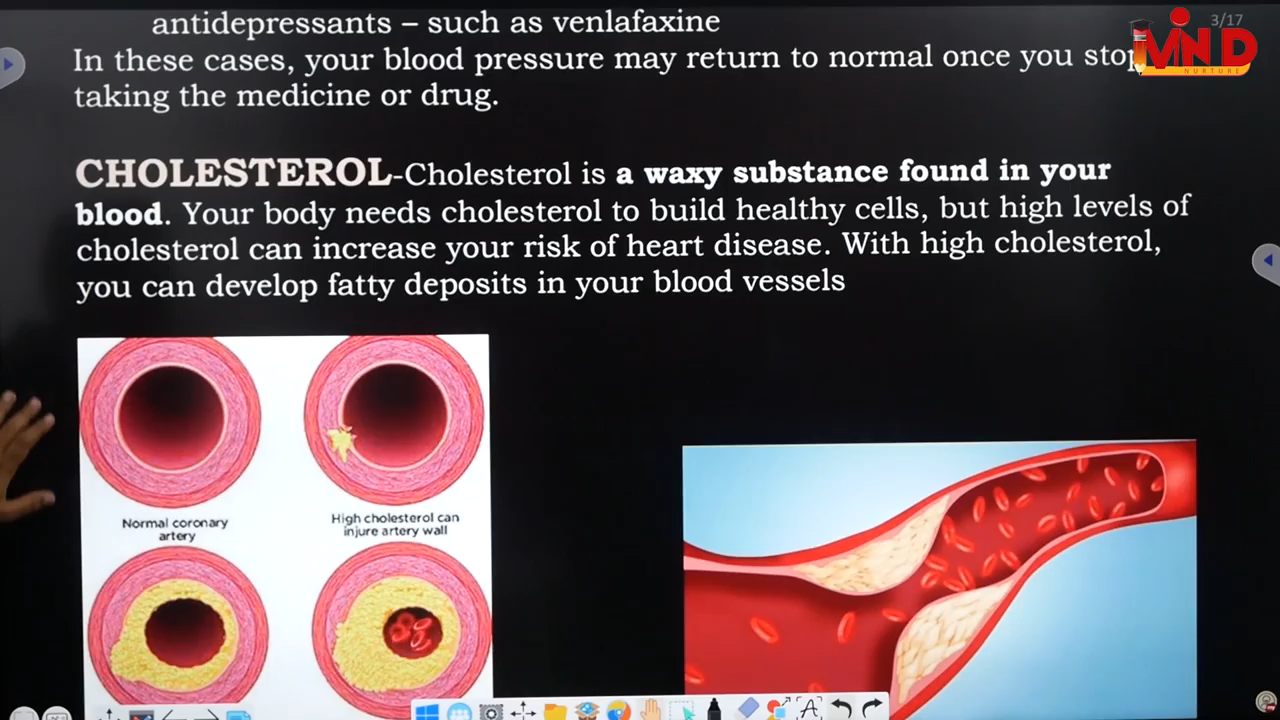 antidepressants – such as venlafaxine
3/17
In these cases, your blood pressure may return to normal once you stop
MIND
NURTURE
taking the medicine or drug.
CHOLESTEROL-Cholesterol is a waxy substance found in your
blood. Your body needs cholesterol to build healthy cells, but high levels of
cholesterol can increase your risk of heart disease. With high cholesterol,
you can develop fatty deposits in your blood vessels
Normal coronary
artery
High cholesterol can
injure artery wall